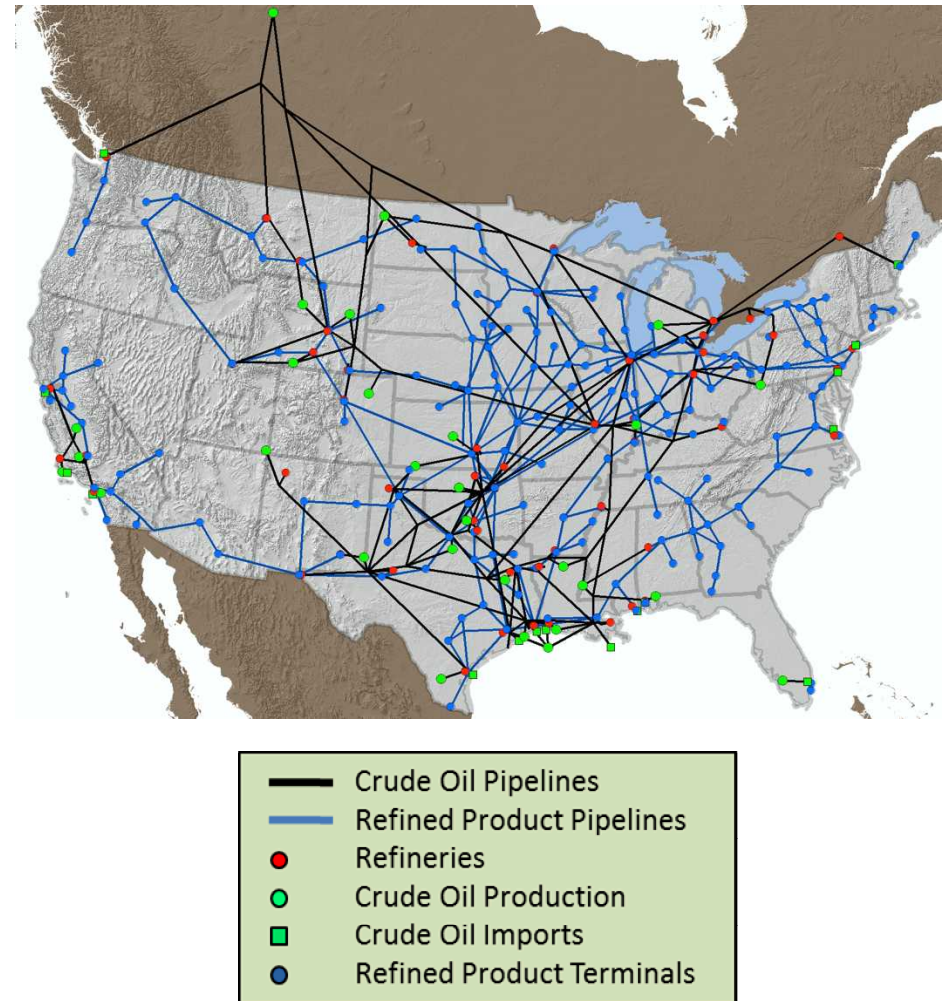 Crude Oil Pipelines
Refined Product Pipelines
Refineries
Crude Oil Production
Crude Oil Imports
Refined Product Terminals